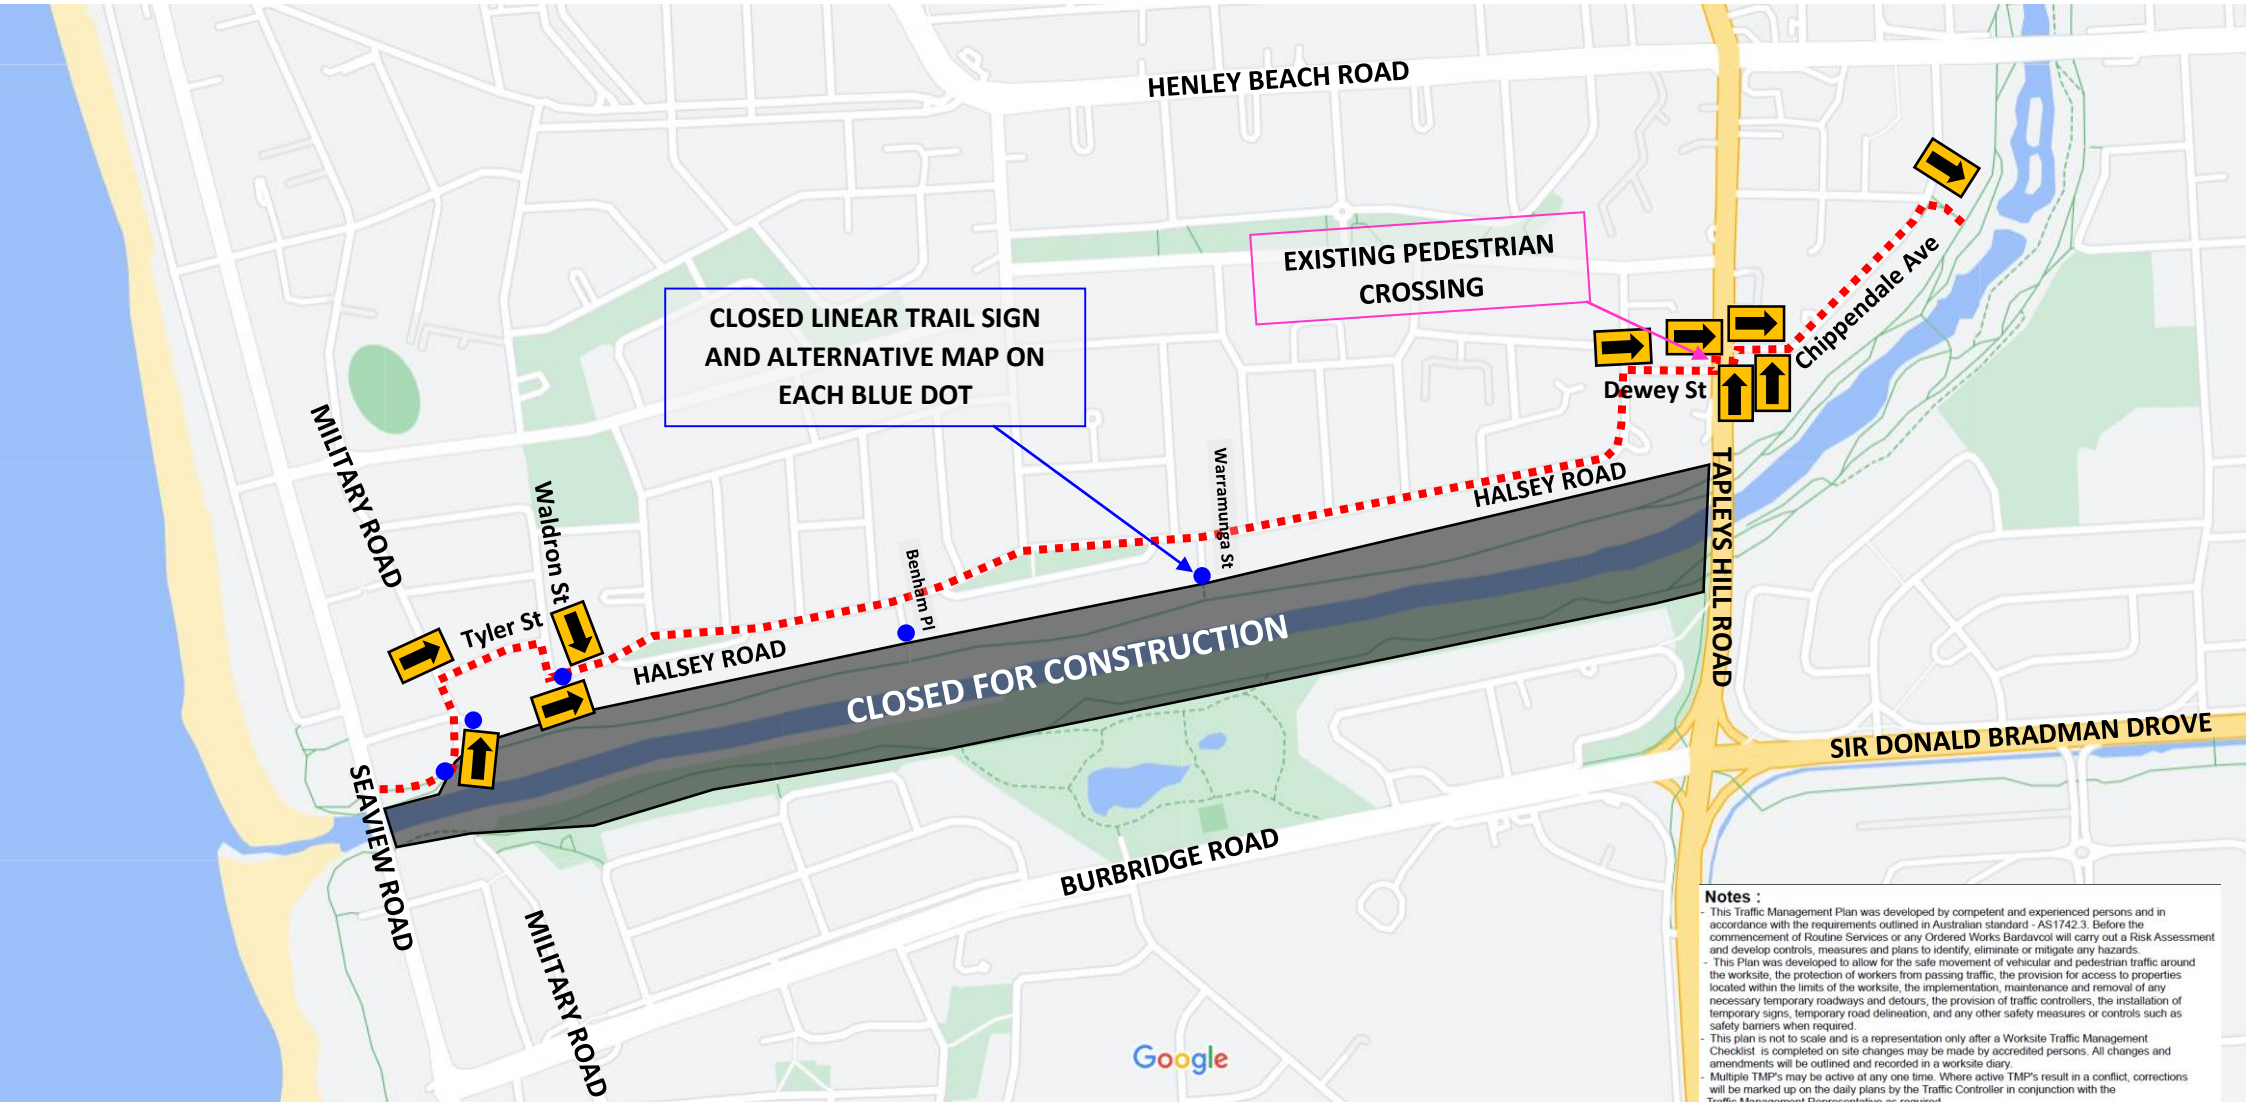 HENLEY BEACH ROAD
EXISTING PEDESTRIAN
CROSSING
Chippendale Ave
CLOSED LINEAR TRAIL SIGN
AND ALTERNATIVE MAP ON
EACH BLUE DOT
Dewey St
MILITARY ROAD
Waldron St
Warramunga St
HALSEY ROAD
TAPLEYS HILL ROAD
Benham Pl
Tyler St
HALSEY ROAD
CLOSED FOR CONSTRUCTION
SIR DONALD BRADMAN DROVE
SEAVIEW ROAD
BURBRIDGE ROAD
MILITARY ROAD
Google
Notes :
- This Traffic Management Plan was developed by competent and experienced persons and in
accordance with the requirements outlined in Australian standard - AS1742.3. Before the
commencement of Routine Services or any Ordered Works Bardavcol will carry out a Risk Assessment
and develop controls, measures and plans to identify, eliminate or mitigate any hazards.
- This Plan was developed to allow for the safe movement of vehicular and pedestrian traffic around
the worksite, the protection of workers from passing traffic, the provision for access to properties
located within the limits of the worksite, the implementation, maintenance and removal of any
necessary temporary roadways and detours, the provision of traffic controllers, the installation of
temporary signs, temporary road delineation, and any other safety measures or controls such as
safety barriers when required.
- This plan is not to scale and is a representation only after a Worksite Traffic Management
Checklist is completed on site changes may be made by accredited persons. All changes and
amendments will be outlined and recorded in a worksite diary.
- Multiple TMP's may be active at any one time. Where active TMP's result in a conflict, corrections
will be marked up on the daily plans by the Traffic Controller in conjunction with the
Traffic Management Representative as required